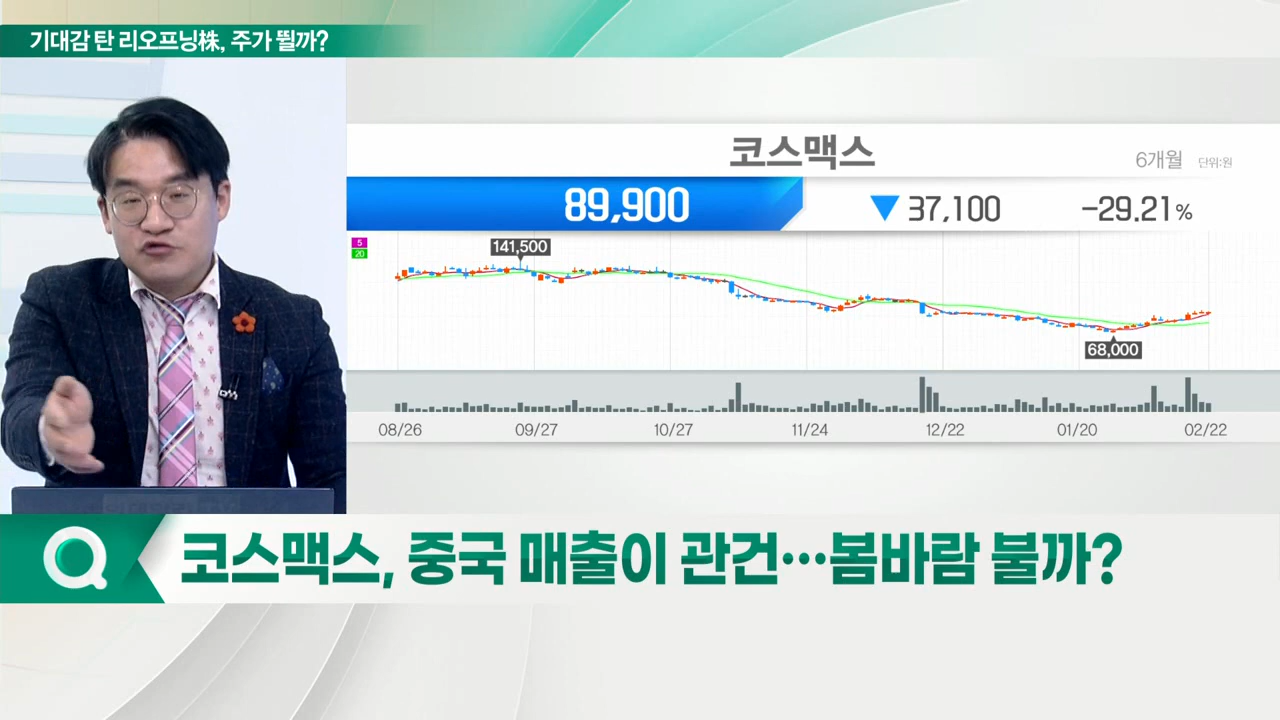 기대감 탄 리오프닝株, 주가 뛸까?
코스맥스
6개월 단위:원
89,900 ▼ 37,100 -29.21%
5
20
141,500
68,000
08/26 09/27 10/27 11/24 12/22 01/20 02/22
코스맥스, 중국 매출이 관건…봄바람 불까?